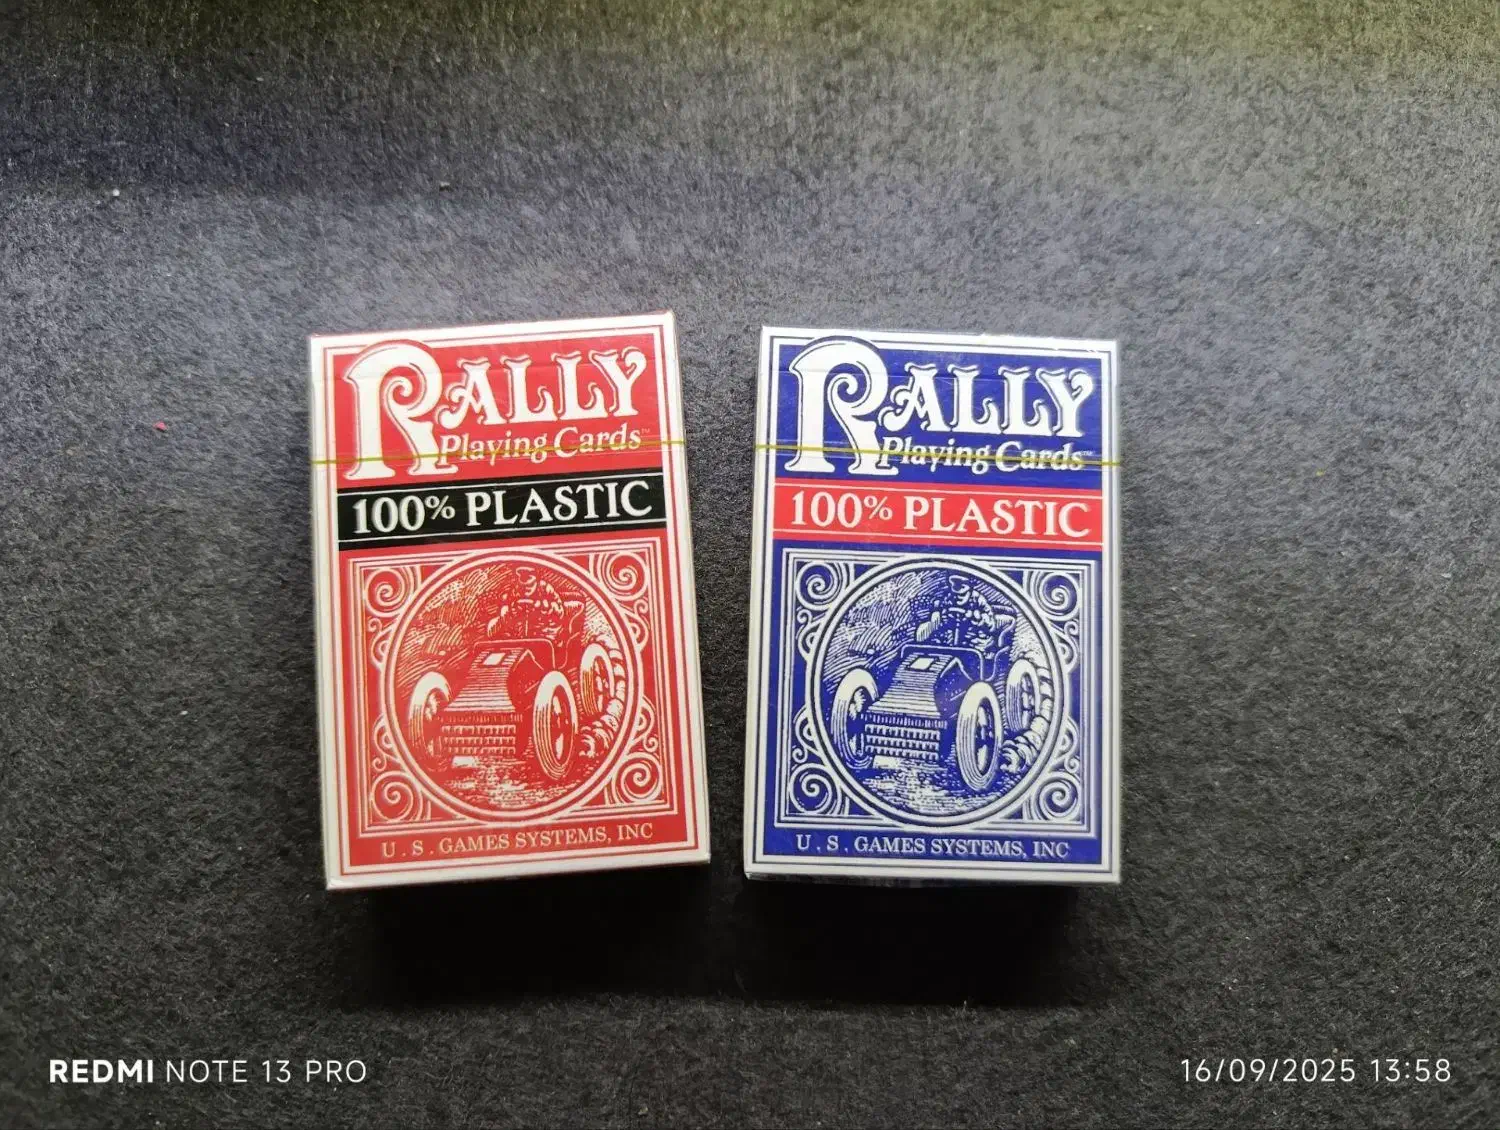 RALLY
Playing Cards™
100% PLASTIC
U. S. GAMES SYSTEMS, INC
RALLY
Playing Cards™
100% PLASTIC
U. S. GAMES SYSTEMS, INC
REDMI NOTE 13 PRO
16/09/2025 13:58